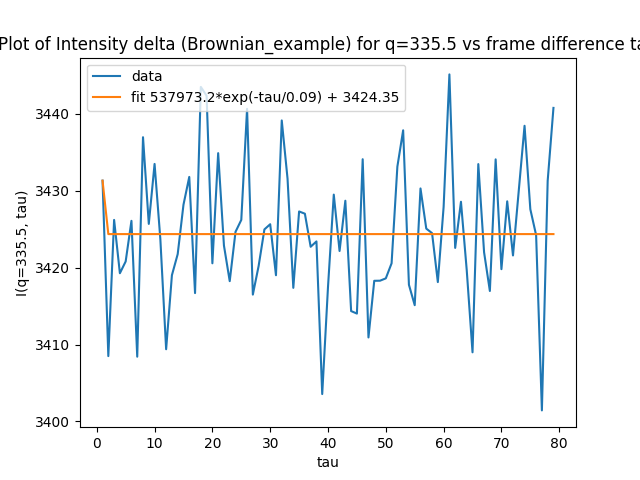 Plot of Intensity delta (Brownian_example) for q=335.5 vs frame difference
data
fit 537973.2*exp(-tau/0.09) + 3424.35
I(q=335.5, tau)
3440
3430
3420
3410
3400
0 10 20 30 40 50 60 70 80
tau